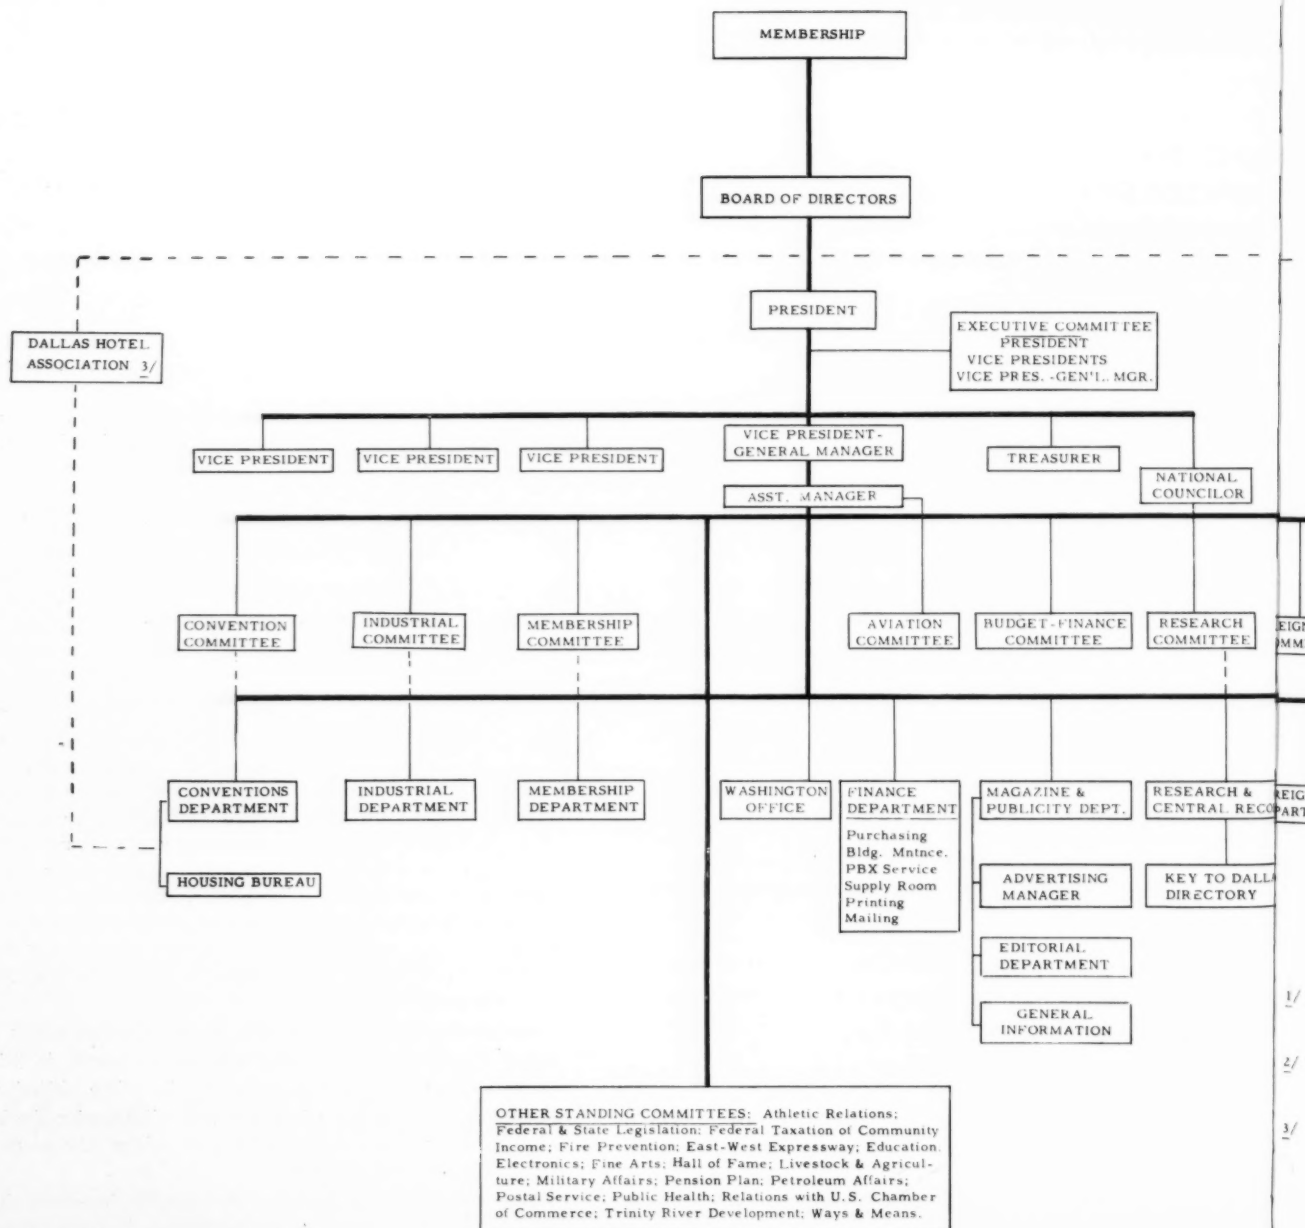 MEMBERSHIP
BOARD OF DIRECTORS
PRESIDENT
EXECUTIVE COMMITTEE
PRESIDENT
VICE PRESIDENTS
VICE PRES. -GEN'L. MGR.
DALLAS HOTEL
ASSOCIATION 3/
VICE PRESIDENT
VICE PRESIDENT
VICE PRESIDENT
VICE PRESIDENT-
GENERAL MANAGER
TREASURER
NATIONAL
COUNCILOR
ASST. MANAGER
CONVENTION
COMMITTEE
INDUSTRIAL
COMMITTEE
MEMBERSHIP
COMMITTEE
AVIATION
COMMITTEE
BUDGET-FINANCE
COMMITTEE
RESEARCH
COMMITTEE
CONVENTIONS
DEPARTMENT
HOUSING BUREAU
INDUSTRIAL
DEPARTMENT
MEMBERSHIP
DEPARTMENT
WASHINGTON
OFFICE
FINANCE
DEPARTMENT
Purchasing
Bldg. Mntnce.
PBX Service
Supply Room
Printing
Mailing
MAGAZINE &
PUBLICITY DEPT.
ADVERTISING
MANAGER
EDITORIAL
DEPARTMENT
GENERAL
INFORMATION
RESEARCH &
CENTRAL RECO
KEY TO DALLA
DIRECTORY
1/
2/
3/
OTHER STANDING COMMITTEES: Athletic Relations;
Federal & State Legislation; Federal Taxation of Community
Income; Fire Prevention; East-West Expressway; Education
Electronics; Fine Arts; Hall of Fame; Livestock & Agricul-
ture; Military Affairs; Pension Plan; Petroleum Affairs;
Postal Service; Public Health; Relations with U.S. Chamber
of Commerce; Trinity River Development; Ways & Means.